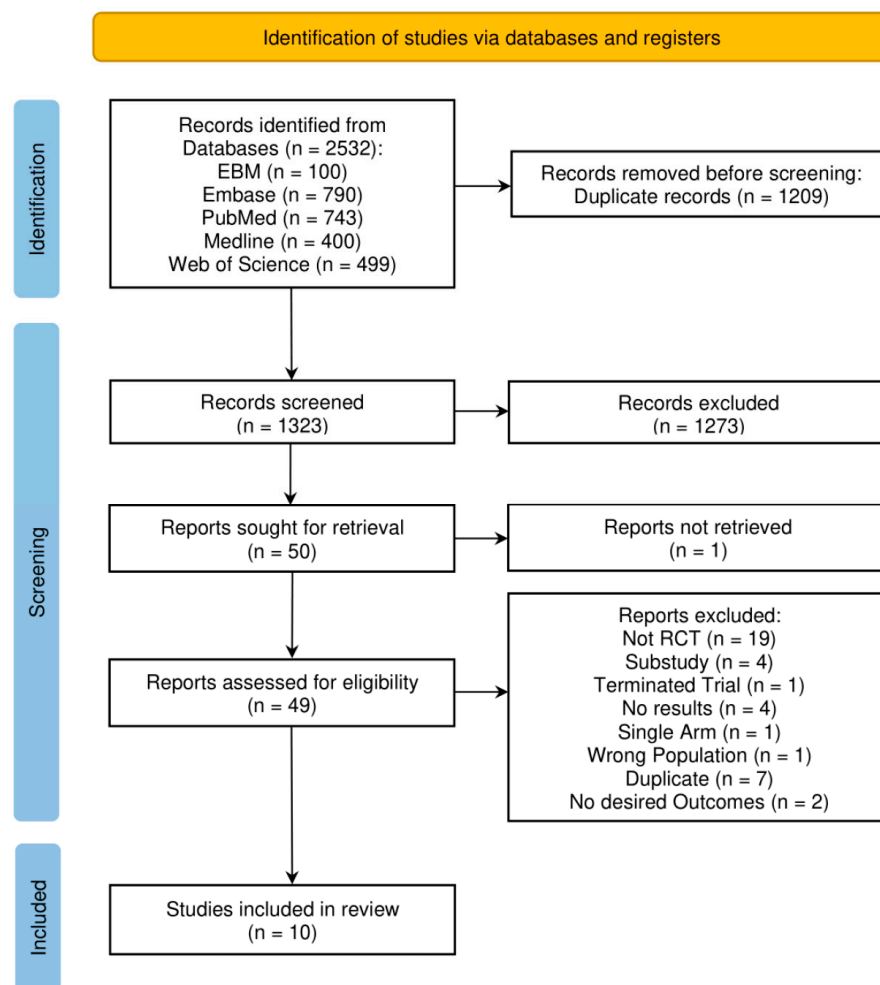 Identification of studies via databases and registers
Identification
Records identified from
Databases (n = 2532):
EBM (n = 100)
Embase (n = 790)
PubMed (n = 743)
Medline (n = 400)
Web of Science (n = 499)
Records removed before screening:
Duplicate records (n = 1209)
Screening
Records screened
(n = 1323)
Records excluded
(n = 1273)
Reports sought for retrieval
(n = 50)
Reports not retrieved
(n = 1)
Reports assessed for eligibility
(n = 49)
Reports excluded:
Not RCT (n = 19)
Substudy (n = 4)
Terminated Trial (n = 1)
No results (n = 4)
Single Arm (n = 1)
Wrong Population (n = 1)
Duplicate (n = 7)
No desired Outcomes (n = 2)
Included
Studies included in review
(n = 10)